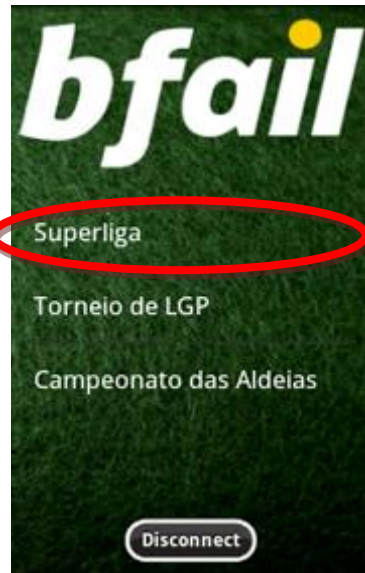 bfail
Superliga
Torneio de LGP
Campeonato das Aldeias
Disconnect